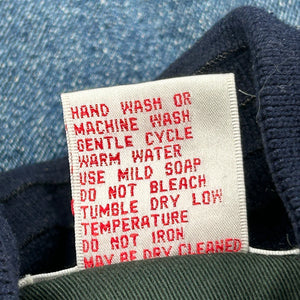 HAND WASH OR
MACHINE WASH
GENTLE CYCLE
WARM WATER
USE MILD SOAP
DO NOT BLEACH
TUMBLE DRY LOW
TEMPERATURE
DO NOT IRON
MAY BE DRY CLEANED